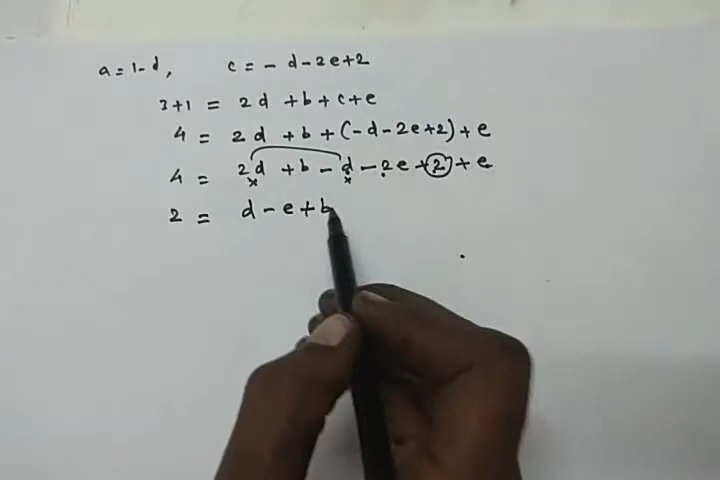 a = 1 - d, c = - d - 2e + 2
3 + 1 = 2d + b + c + e
4 = 2d + b + (-d - 2e + 2) + e
4 = 2d + b - d - 2e + 2 + e
2 = d - e + b